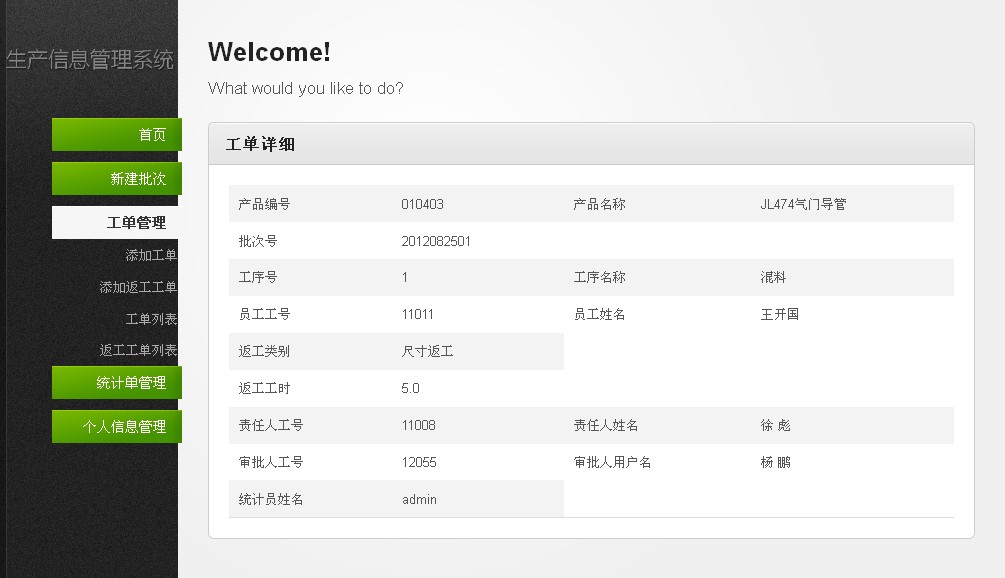 生产信息管理系统
首页
新建批次
工单管理
添加工单
添加返工工单
工单列表
返工工单列表
统计单管理
个人信息管理
Welcome!
What would you like to do?
工单详细
产品编号 010403 产品名称 JL474气门导管
批次号 2012082501
工序号 1 工序名称 混料
员工工号 11011 员工姓名 王开国
返工类别 尺寸返工
返工工时 5.0
责任人工号 11008 责任人姓名 徐 彪
审批人工号 12055 审批人用户名 杨 鹏
统计员姓名 admin